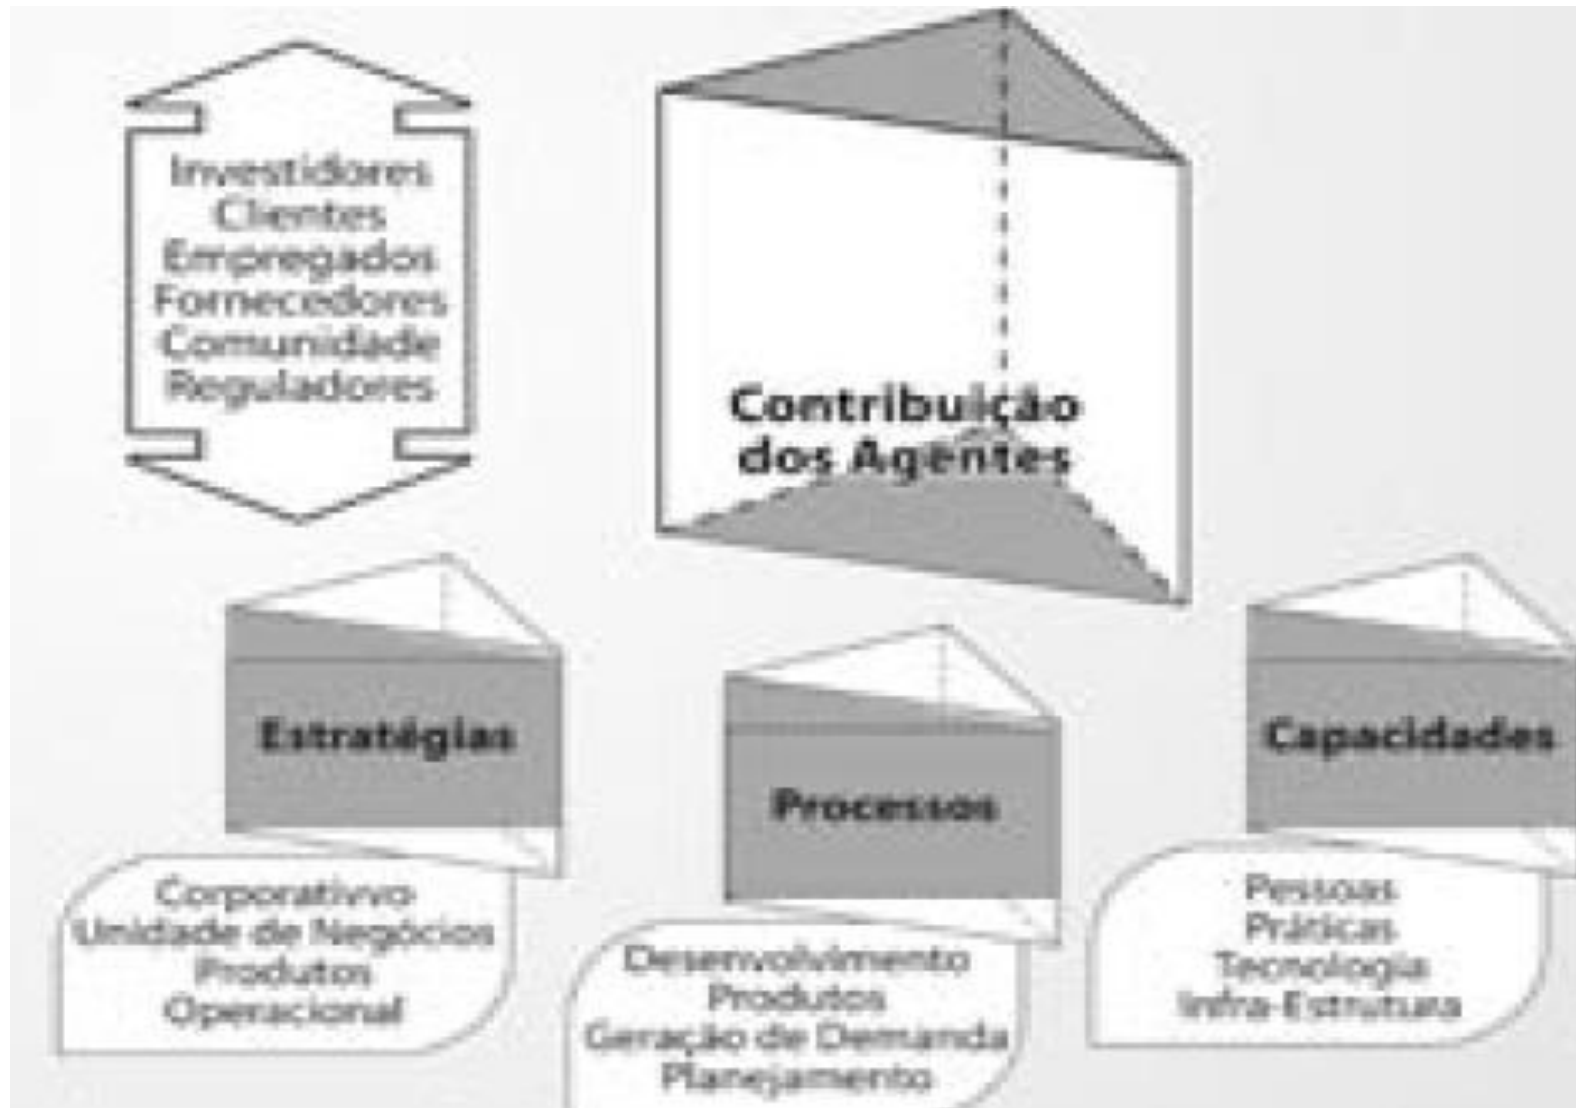 Investidores
Clientes
Empregados
Fornecedores
Comunidade
Reguladores
Contribuição
dos Agentes
Estratégias
Corporativvo
Unidade de Negócios
Produtos
Operacional
Processos
Desenvolvimento
Produtos
Geração de Demanda
Planejamento
Capacidades
Pessoas
Práticas
Tecnologia
Infra-Estrutura